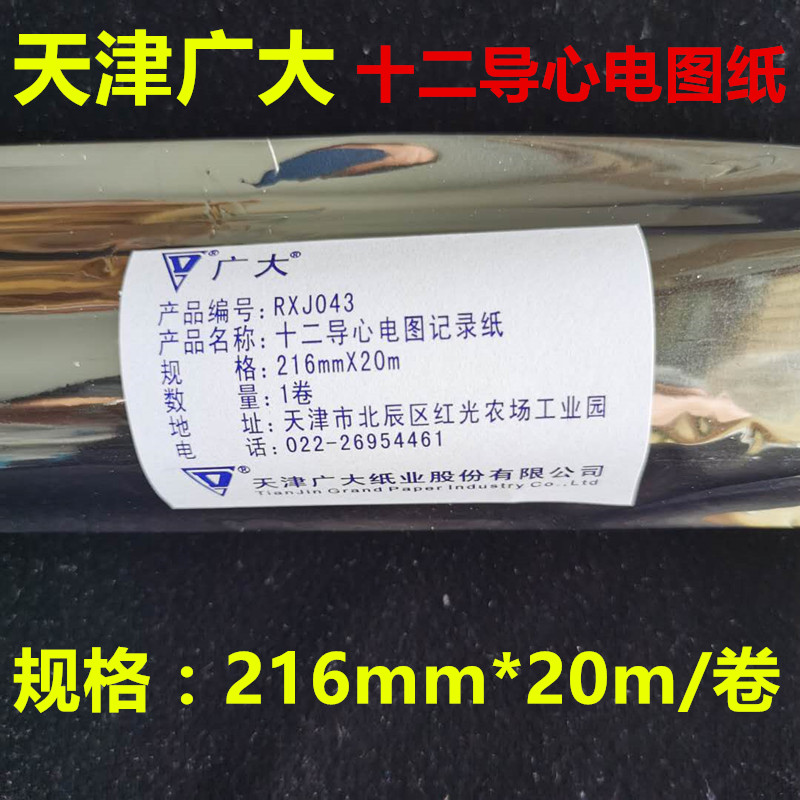 天津广大 十二导心电图纸
广大®
产品编号: RXJ043
产品名称: 十二导心电图记录纸
规 格: 216mmX20m
数 量: 1卷
地 址: 天津市北辰区红光农场工业园
电 话: 022-26954461
天津广大纸业股份有限公司
TianJin Grand Paper Industry Co.,Ltd
规格：216mm*20m/卷